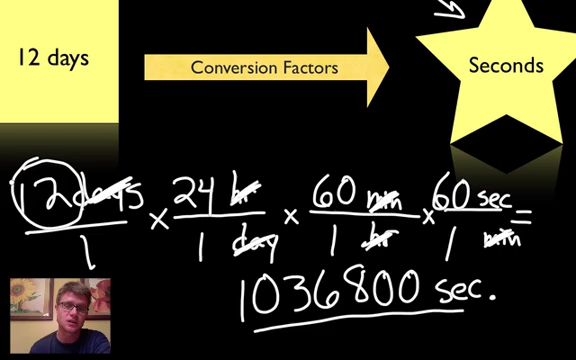 12 days
Conversion Factors
Seconds
12 days × 24 hr × 60 min × 60 sec =
1 1 day 1 hr 1 min
1036800 sec.